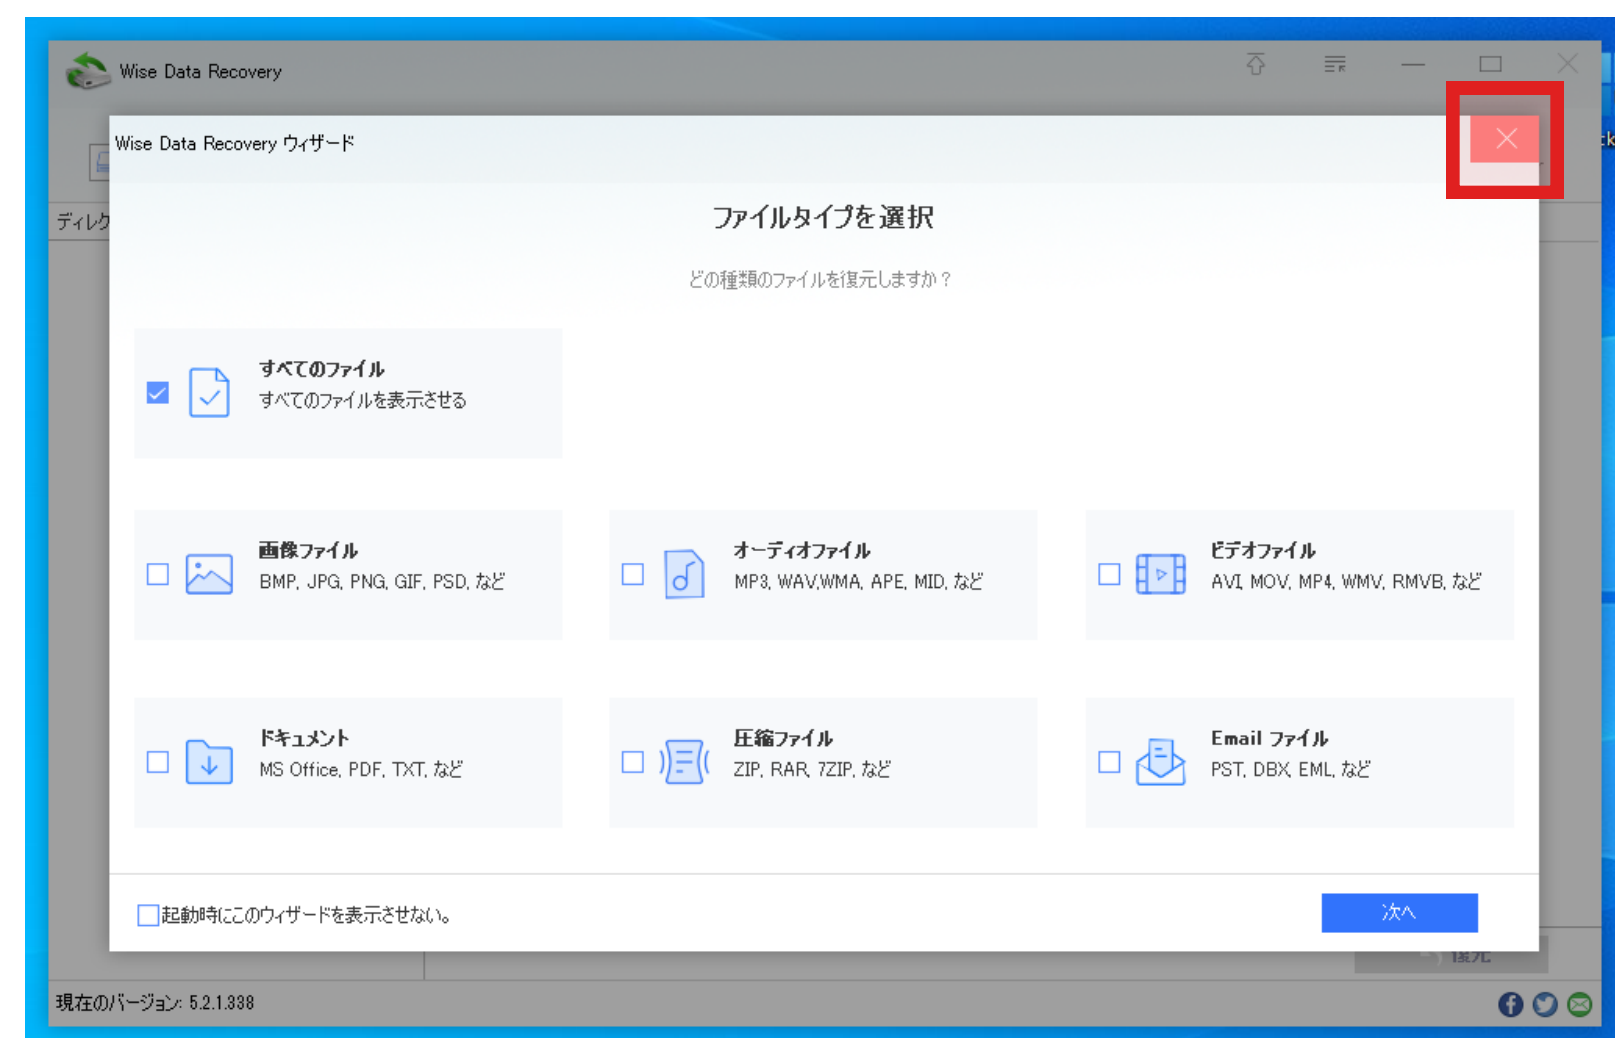 Wise Data Recovery
Wise Data Recovery ウィザード
ck
ディレク
ファイルタイプを選択
どの種類のファイルを復元しますか？
すべてのファイル
すべてのファイルを表示させる
画像ファイル
BMP, JPG, PNG, GIF, PSD, など
オーディオファイル
MP3, WAV,WMA, APE, MID, など
ビデオファイル
AVI, MOV, MP4, WMV, RMVB, など
ドキュメント
MS Office, PDF, TXT, など
圧縮ファイル
ZIP, RAR, 7ZIP, など
Email ファイル
PST, DBX, EML, など
起動時にこのウィザードを表示させない。
次へ
復元
現在のバージョン: 5.2.1.338